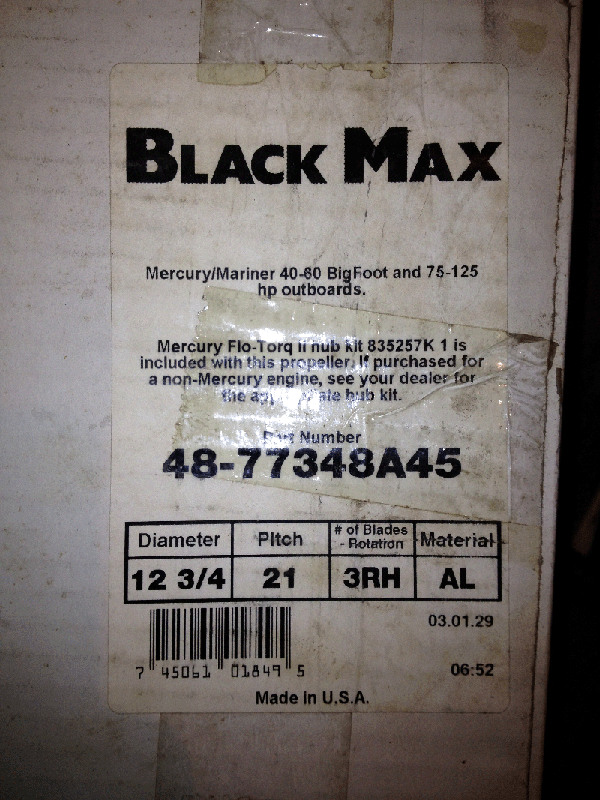 BLACK MAX
Mercury/Mariner 40-60 BigFoot and 75-125
hp outboards.
Mercury Flo-Torq II hub kit 835257K 1 is
included with this propeller. If purchased for
a non-Mercury engine, see your dealer for
the hub kit.
Part Number
48-77348A45
Diameter Pitch # of Blades - Rotation Material
12 3/4 21 3RH AL
03.01.29
7 45061 01849 5
06:52
Made in U.S.A.